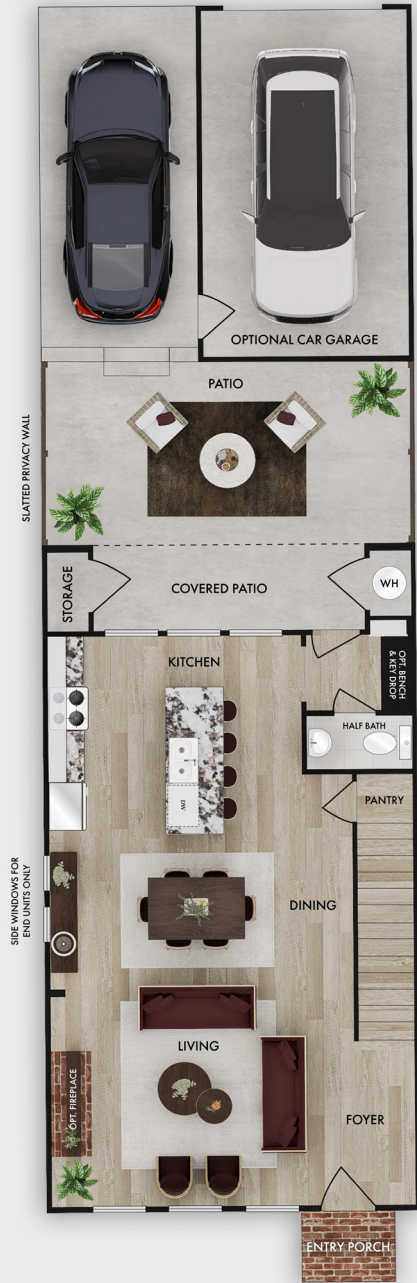 OPTIONAL CAR GARAGE
PATIO
SLATTED PRIVACY WALL
STORAGE
COVERED PATIO
WH
KITCHEN
OPT. BENCH
& KEY DROP
HALF BATH
DW
PANTRY
SIDE WINDOWS FOR
END UNITS ONLY
DINING
LIVING
OPT. FIREPLACE
FOYER
ENTRY PORCH